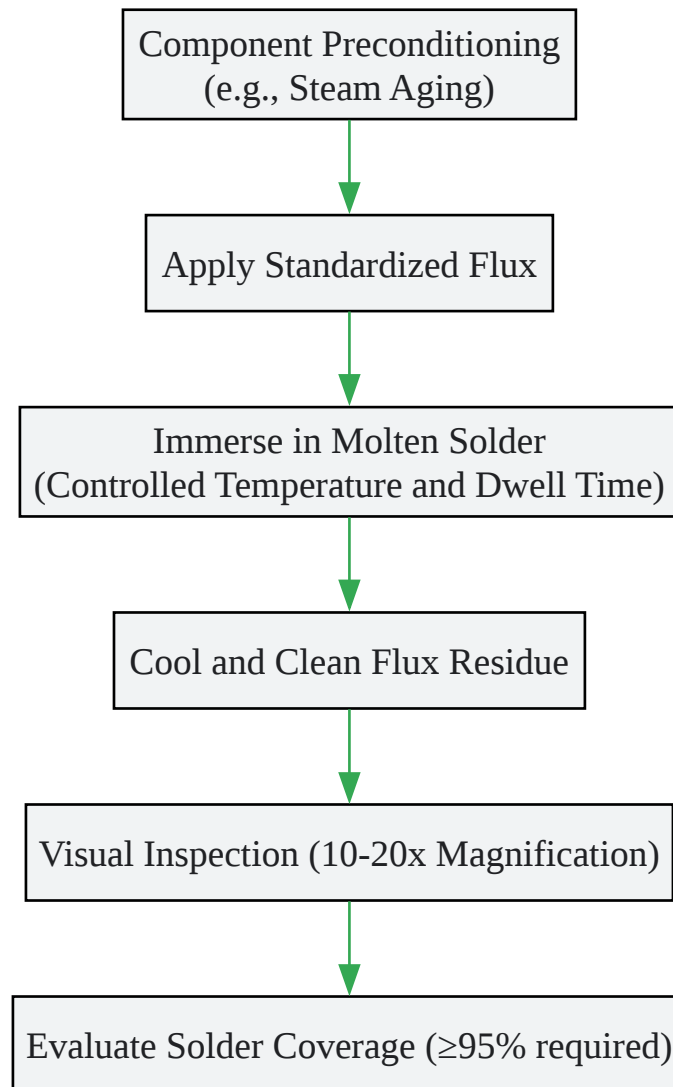 Component Preconditioning
(e.g., Steam Aging)
Apply Standardized Flux
Immerse in Molten Solder
(Controlled Temperature and Dwell Time)
Cool and Clean Flux Residue
Visual Inspection (10-20x Magnification)
Evaluate Solder Coverage (≥95% required)